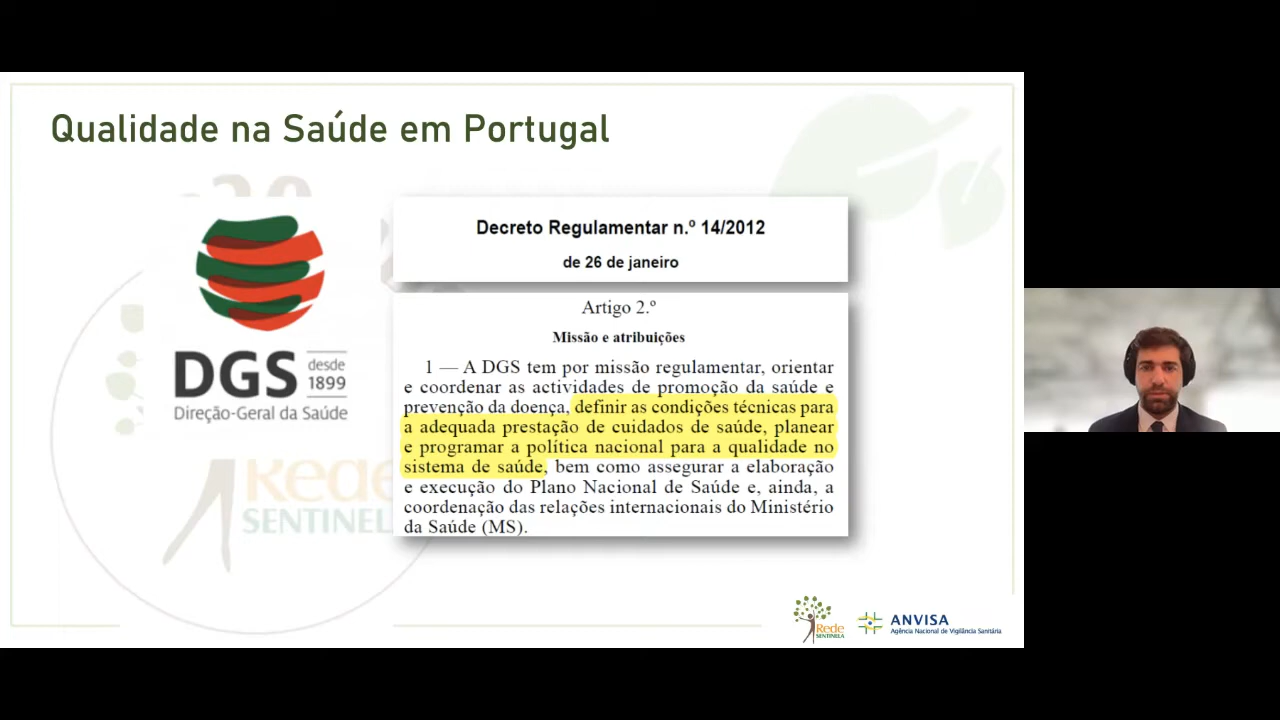 Qualidade na Saúde em Portugal
DGS
desde
1899
Direção-Geral da Saúde
Rede
SENTINELA
Decreto Regulamentar n.º 14/2012
de 26 de janeiro
Artigo 2.º
Missão e atribuições
1 — A DGS tem por missão regulamentar, orientar
e coordenar as actividades de promoção da saúde e
prevenção da doença, definir as condições técnicas para
a adequada prestação de cuidados de saúde, planear
e programar a política nacional para a qualidade no
sistema de saúde, bem como assegurar a elaboração
e execução do Plano Nacional de Saúde e, ainda, a
coordenação das relações internacionais do Ministério
da Saúde (MS).
Rede
SENTINELA
ANVISA
Agência Nacional de Vigilância Sanitária